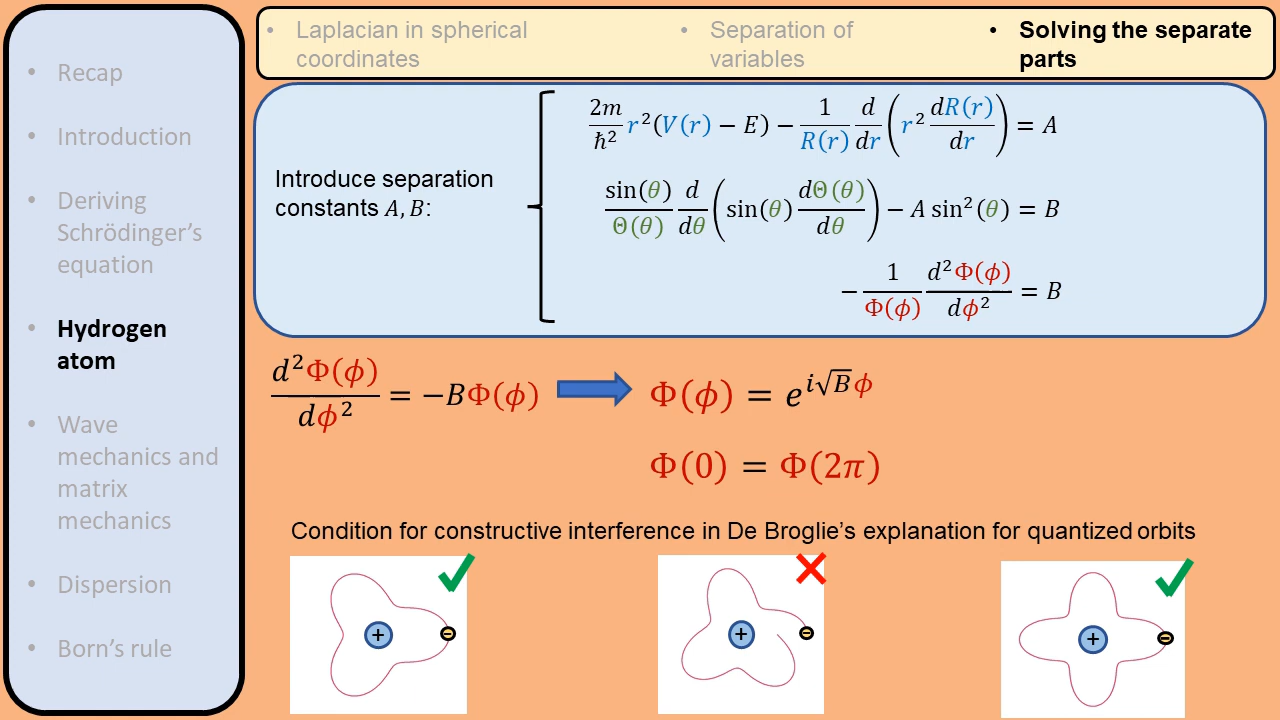 • Recap
• Introduction
• Deriving
Schrödinger's
equation
• Hydrogen
atom
• Wave
mechanics and
matrix
mechanics
• Dispersion
• Born's rule
• Laplacian in spherical
coordinates
• Separation of
variables
• Solving the separate
parts
Introduce separation
constants A, B:
2m/ħ² r²(V(r) − E) − 1/R(r) d/dr (r² dR(r)/dr) = A
sin(θ)/Θ(θ) d/dθ (sin(θ) dΘ(θ)/dθ) − A sin²(θ) = B
− 1/Φ(ϕ) d²Φ(ϕ)/dϕ² = B
d²Φ(ϕ)/dϕ² = −BΦ(ϕ)
Φ(ϕ) = e^{i√B ϕ}
Φ(0) = Φ(2π)
Condition for constructive interference in De Broglie's explanation for quantized orbits
+ −
+ −
+ −